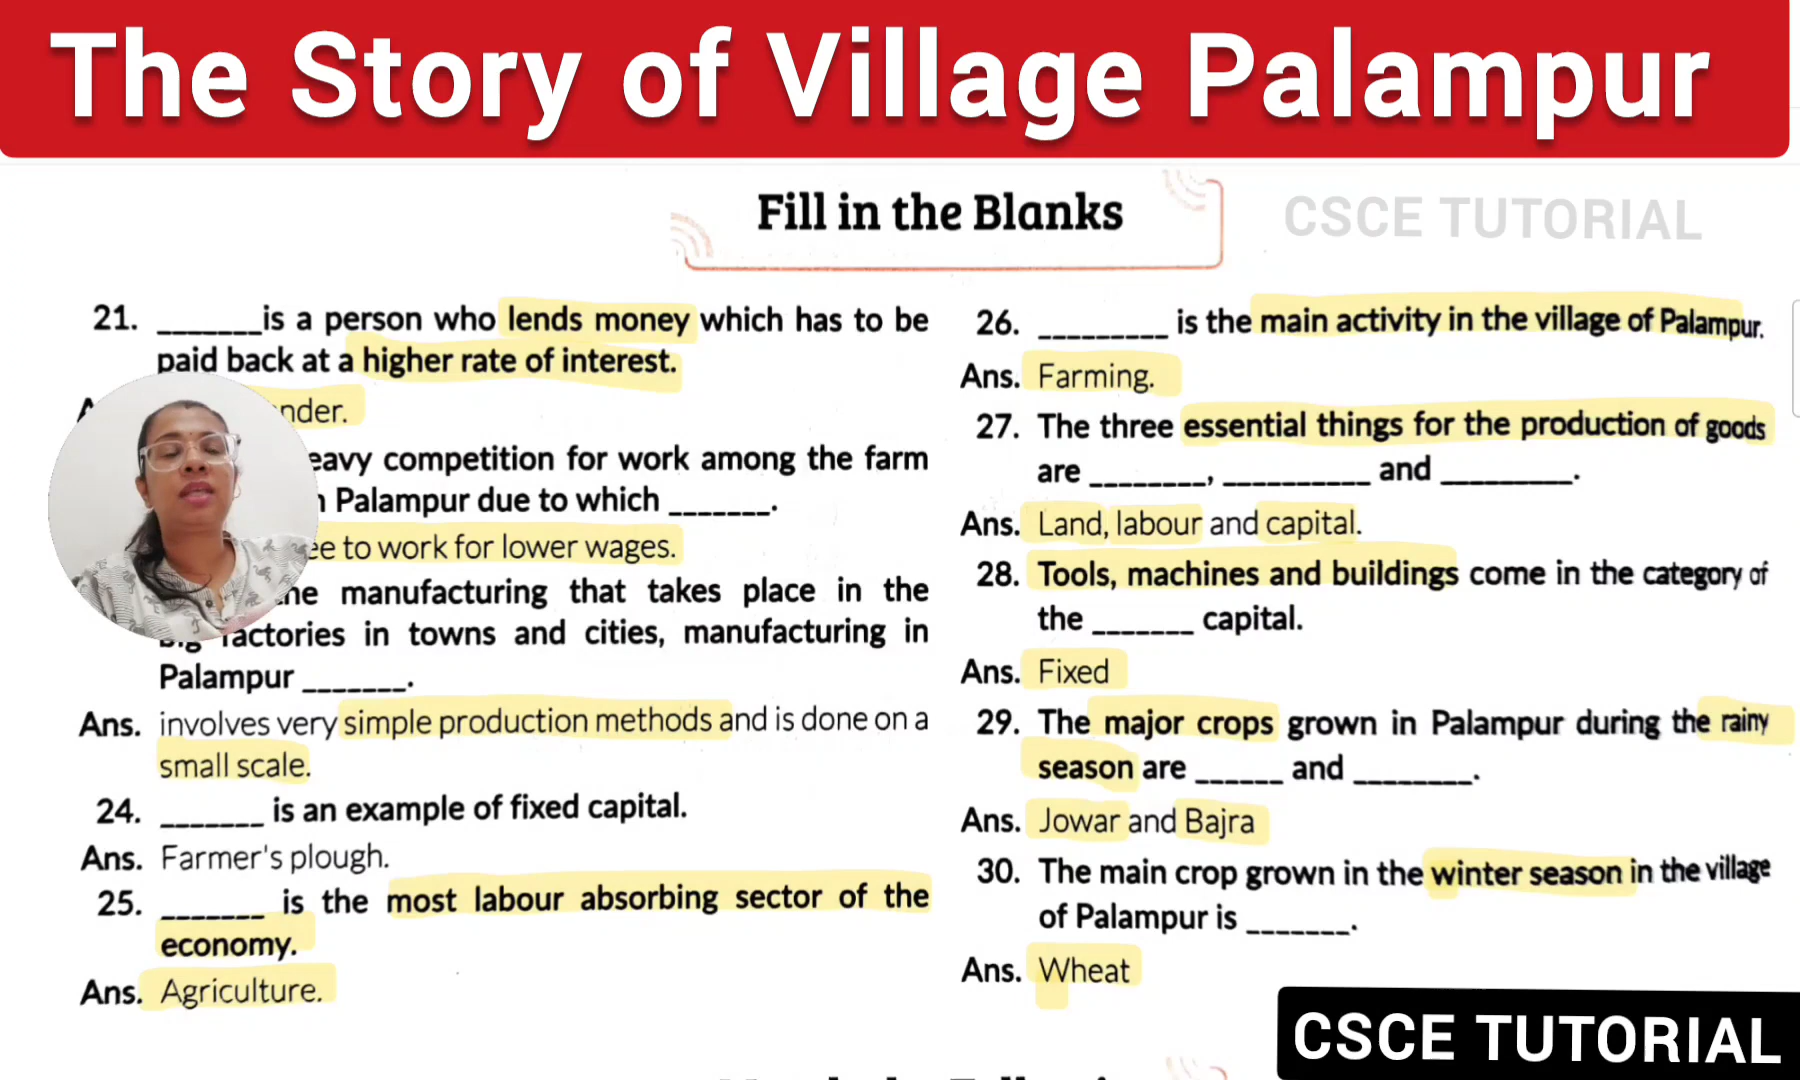 The Story of Village Palampur
Fill in the Blanks
CSCE TUTORIAL
21. _______is a person who lends money which has to be
paid back at a higher rate of interest.
nder.
eavy competition for work among the farm
Palampur due to which _______.
ee to work for lower wages.
manufacturing that takes place in the
factories in towns and cities, manufacturing in
Palampur _______.
Ans. involves very simple production methods and is done on a
small scale.
24. _______ is an example of fixed capital.
Ans. Farmer's plough.
25. _______ is the most labour absorbing sector of the
economy.
Ans. Agriculture.
26. _________ is the main activity in the village of Palampur.
Ans. Farming.
27. The three essential things for the production of goods
are ________, __________ and _________.
Ans. Land, labour and capital.
28. Tools, machines and buildings come in the category of
the _______ capital.
Ans. Fixed
29. The major crops grown in Palampur during the rainy
season are ______ and ________.
Ans. Jowar and Bajra
30. The main crop grown in the winter season in the village
of Palampur is _______.
Ans. Wheat
CSCE TUTORIAL